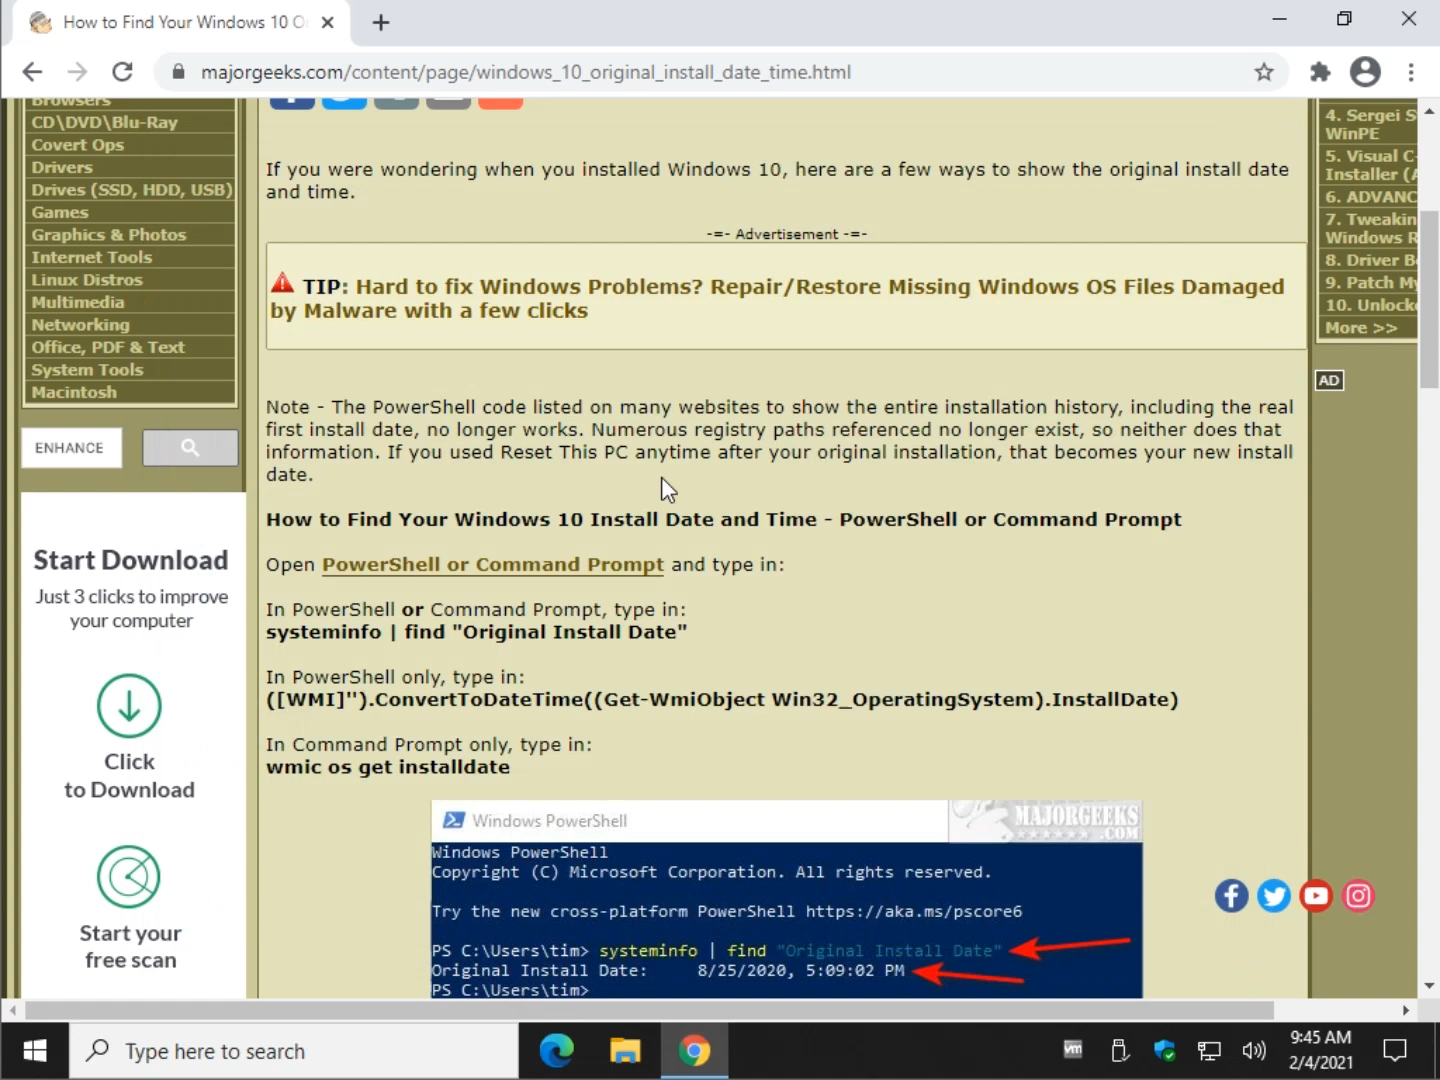 How to Find Your Windows 10 O
majorgeeks.com/content/page/windows_10_original_install_date_time.html
Browsers
CD\DVD\Blu-Ray
Covert Ops
Drivers
Drives (SSD, HDD, USB)
Games
Graphics & Photos
Internet Tools
Linux Distros
Multimedia
Networking
Office, PDF & Text
System Tools
Macintosh
ENHANCE
Start Download
Just 3 clicks to improve
your computer
Click
to Download
Start your
free scan
If you were wondering when you installed Windows 10, here are a few ways to show the original install date
and time.
-=- Advertisement -=-
TIP: Hard to fix Windows Problems? Repair/Restore Missing Windows OS Files Damaged
by Malware with a few clicks
Note - The PowerShell code listed on many websites to show the entire installation history, including the real
first install date, no longer works. Numerous registry paths referenced no longer exist, so neither does that
information. If you used Reset This PC anytime after your original installation, that becomes your new install
date.
How to Find Your Windows 10 Install Date and Time - PowerShell or Command Prompt
Open PowerShell or Command Prompt and type in:
In PowerShell or Command Prompt, type in:
systeminfo | find "Original Install Date"
In PowerShell only, type in:
([WMI]'').ConvertToDateTime((Get-WmiObject Win32_OperatingSystem).InstallDate)
In Command Prompt only, type in:
wmic os get installdate
Windows PowerShell
MAJORGEEKS
.COM
Windows PowerShell
Copyright (C) Microsoft Corporation. All rights reserved.
Try the new cross-platform PowerShell https://aka.ms/pscore6
PS C:\Users\tim> systeminfo | find "Original Install Date"
Original Install Date: 8/25/2020, 5:09:02 PM
PS C:\Users\tim>
4. Sergei S
WinPE
5. Visual C
Installer (A
6. ADVANC
7. Tweakin
Windows R
8. Driver B
9. Patch My
10. Unlock
More >>
AD
Type here to search
vm
9:45 AM
2/4/2021